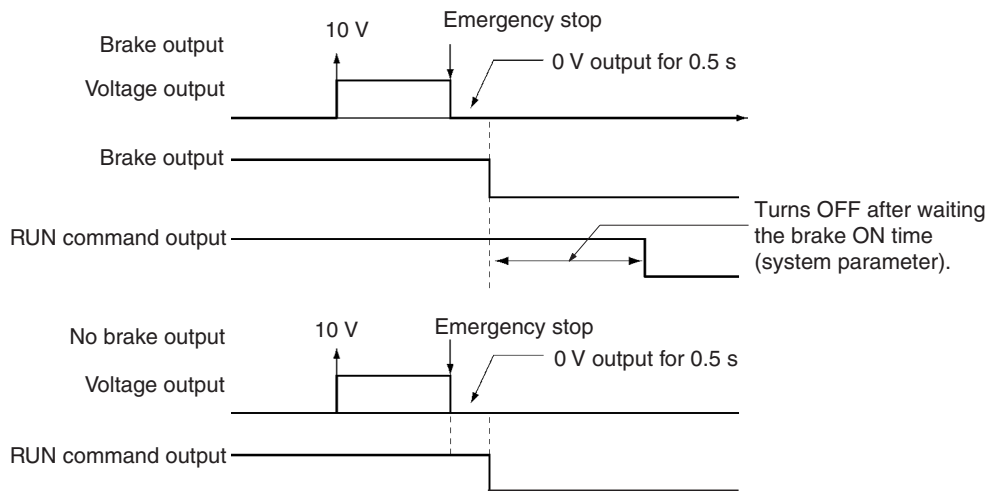 Brake output
10 V
Emergency stop
0 V output for 0.5 s
Voltage output
Brake output
RUN command output
Turns OFF after waiting
the brake ON time
(system parameter).
No brake output
10 V
Emergency stop
0 V output for 0.5 s
Voltage output
RUN command output